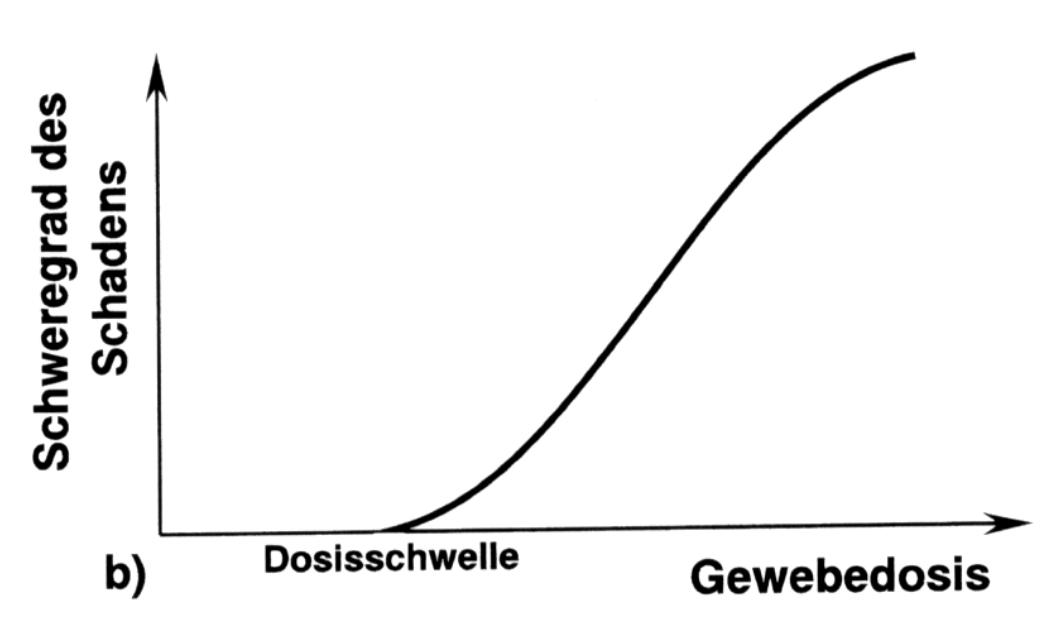 Schweregrad des
Schadens
Dosisschwelle
b)
Gewebedosis